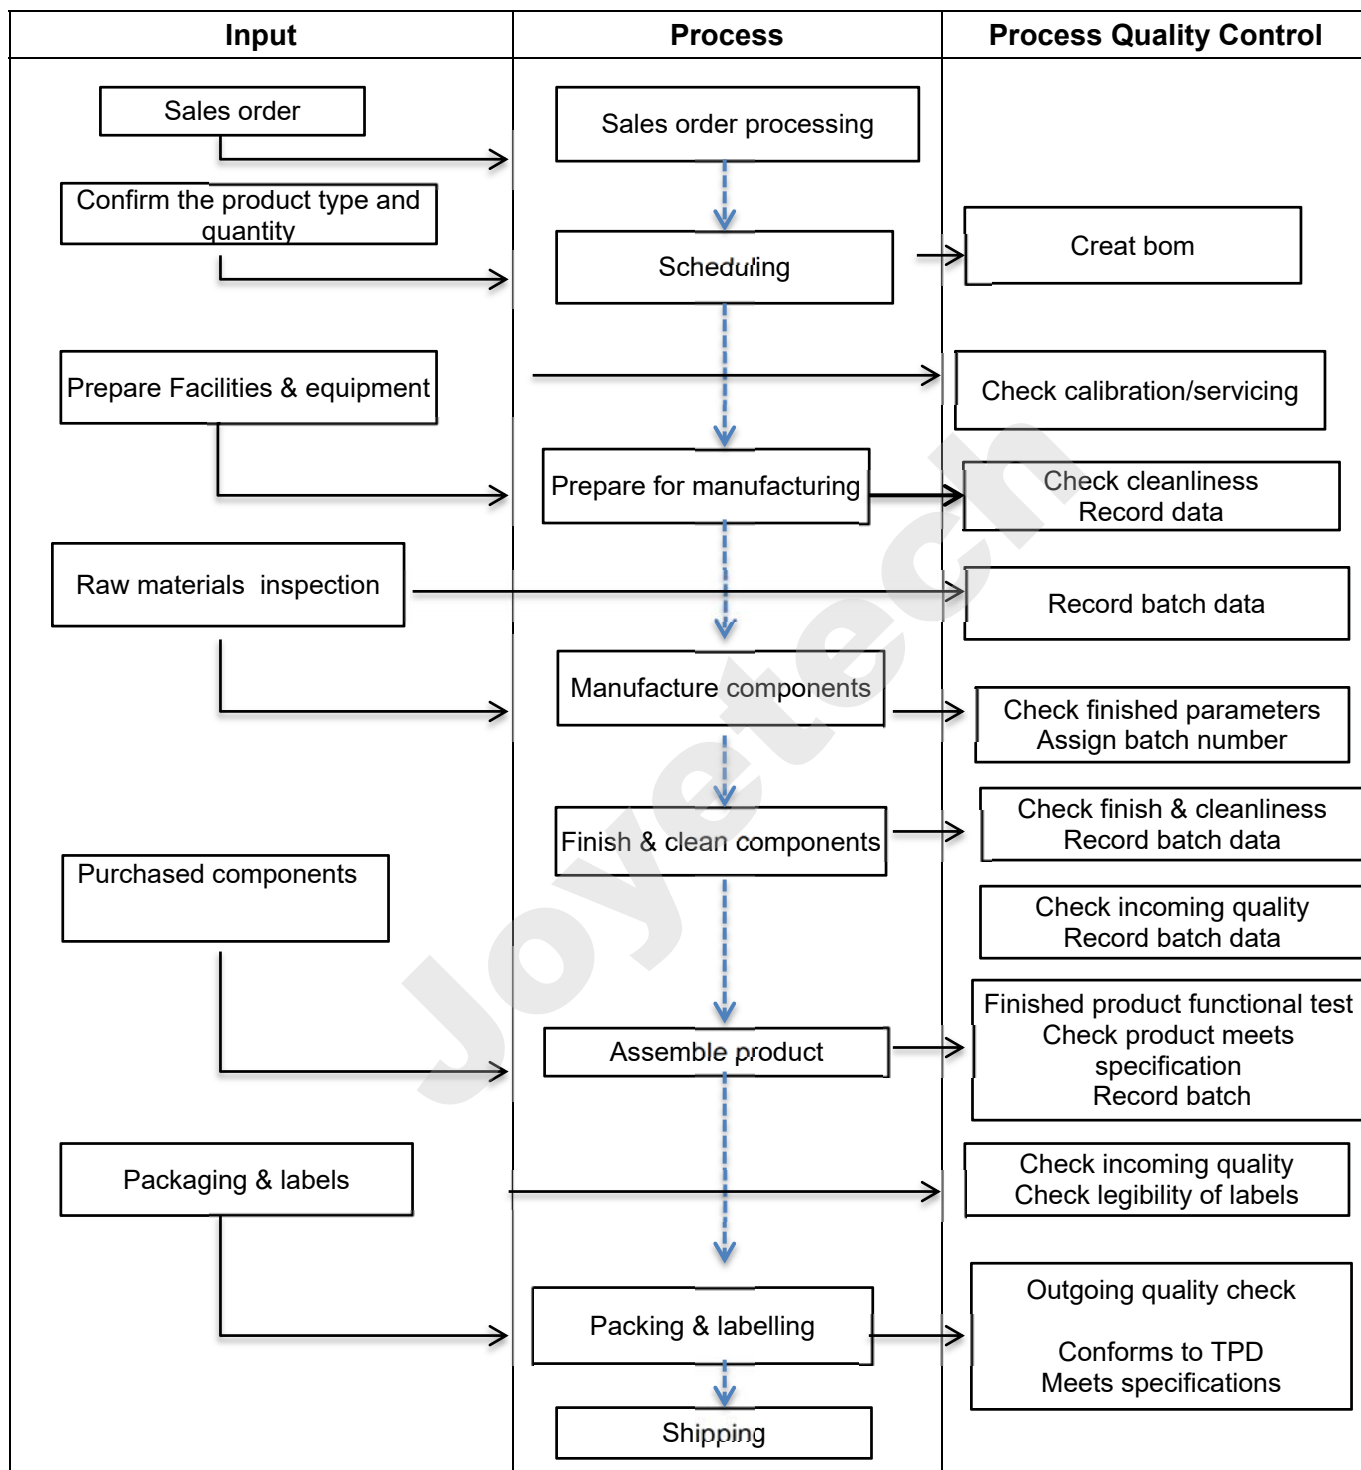 Input
Process
Process Quality Control
Sales order
Sales order processing
Confirm the product type and
quantity
Scheduling
Creat bom
Prepare Facilities & equipment
Check calibration/servicing
Prepare for manufacturing
Check cleanliness
Record data
Raw materials  inspection
Record batch data
Manufacture components
Check finished parameters
Assign batch number
Finish & clean components
Check finish & cleanliness
Record batch data
Purchased components
Check incoming quality
Record batch data
Assemble product
Finished product functional test
Check product meets
specification
Record batch
Packaging & labels
Check incoming quality
Check legibility of labels
Packing & labelling
Outgoing quality check
Conforms to TPD
Meets specifications
Shipping
Joyetech